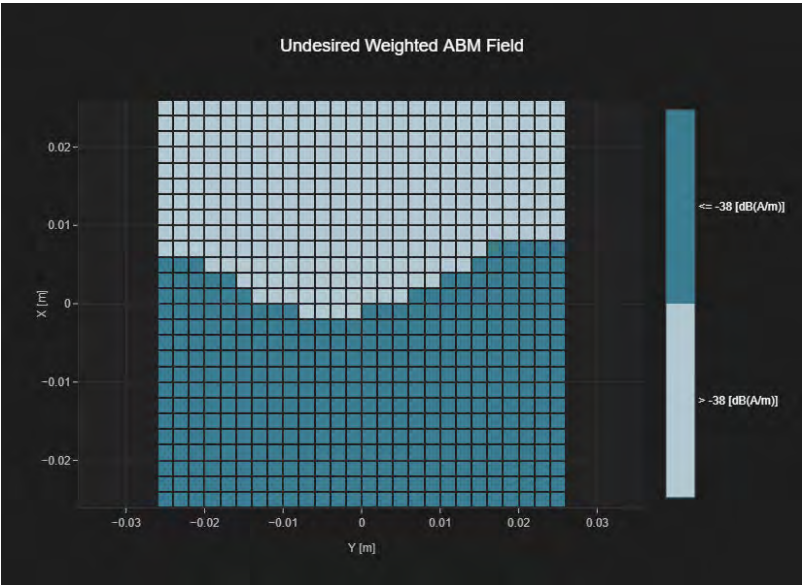 Undesired Weighted ABM Field
0.02
0.01
0
−0.01
−0.02
X [m]
−0.03
−0.02
−0.01
0
0.01
0.02
0.03
Y [m]
<= -38 [dB(A/m)]
> -38 [dB(A/m)]